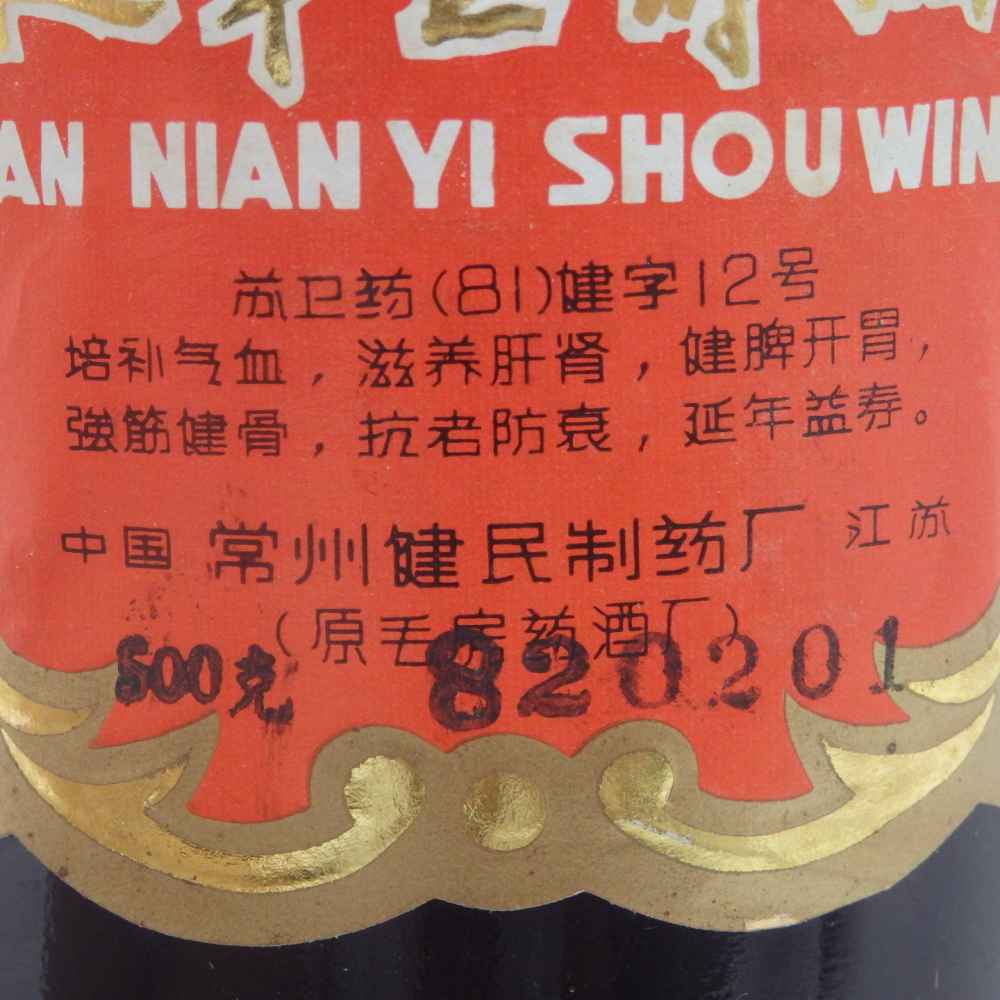 AN NIAN YI SHOU WIN
苏卫药(81)健字12号
培补气血，滋养肝肾，健脾开胃，
強筋健骨，抗老防衰，延年益寿。
中国 常州健民制药厂 江苏
(原毛房药酒厂)
500克 820201